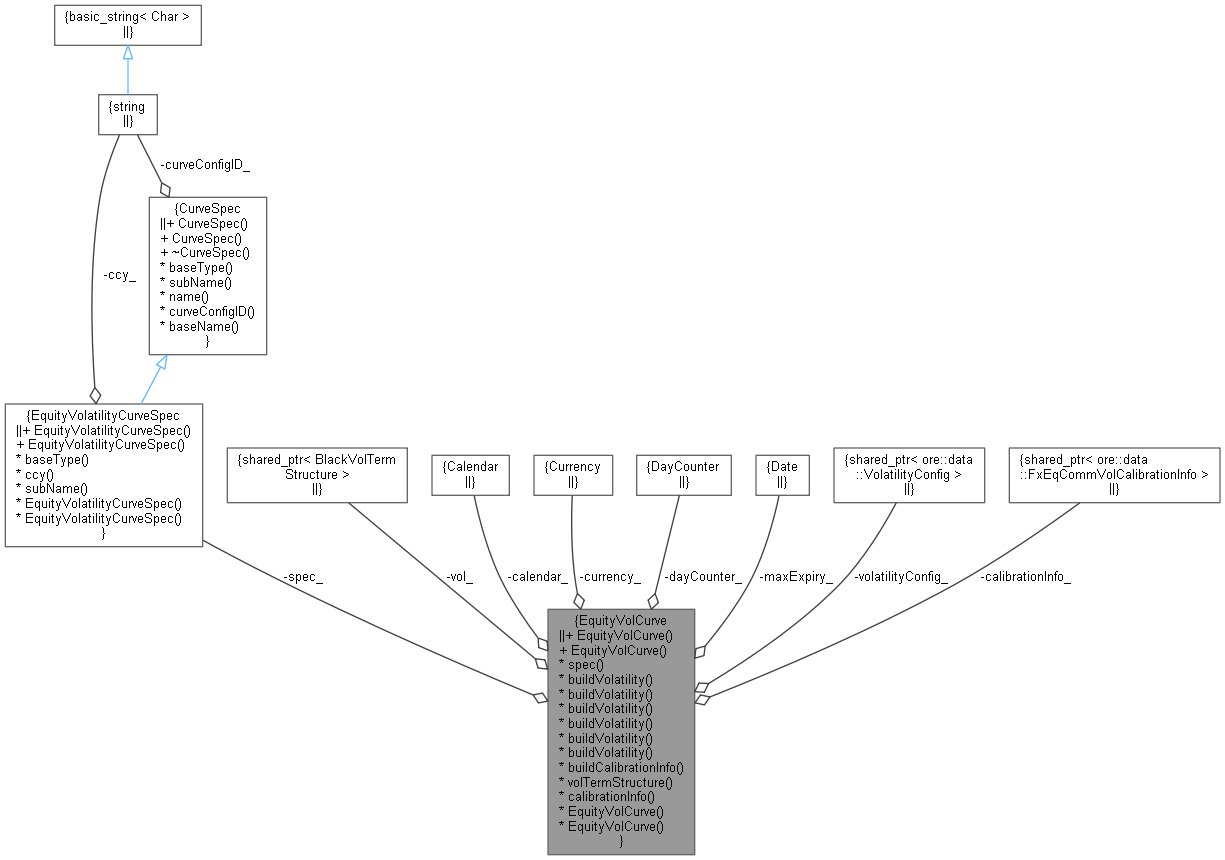 {basic_string< Char >
||}
{string
||}
-curveConfigID_
{CurveSpec
||+ CurveSpec()
+ CurveSpec()
+ ~CurveSpec()
* baseType()
* subName()
* name()
* curveConfigID()
* baseName()
}
-ccy_
{EquityVolatilityCurveSpec
||+ EquityVolatilityCurveSpec()
+ EquityVolatilityCurveSpec()
* baseType()
* ccy()
* subName()
* EquityVolatilityCurveSpec()
* EquityVolatilityCurveSpec()
}
{shared_ptr< BlackVolTerm
Structure >
||}
{Calendar
||}
{Currency
||}
{DayCounter
||}
{Date
||}
{shared_ptr< ore::data
::VolatilityConfig >
||}
{shared_ptr< ore::data
::FxEqCommVolCalibrationInfo >
||}
-spec_
-vol_
-calendar_
-currency_
-dayCounter_
-maxExpiry_
-volatilityConfig_
-calibrationInfo_
{EquityVolCurve
||+ EquityVolCurve()
+ EquityVolCurve()
* spec()
* buildVolatility()
* buildVolatility()
* buildVolatility()
* buildVolatility()
* buildVolatility()
* buildVolatility()
* buildCalibrationInfo()
* volTermStructure()
* calibrationInfo()
* EquityVolCurve()
* EquityVolCurve()
}